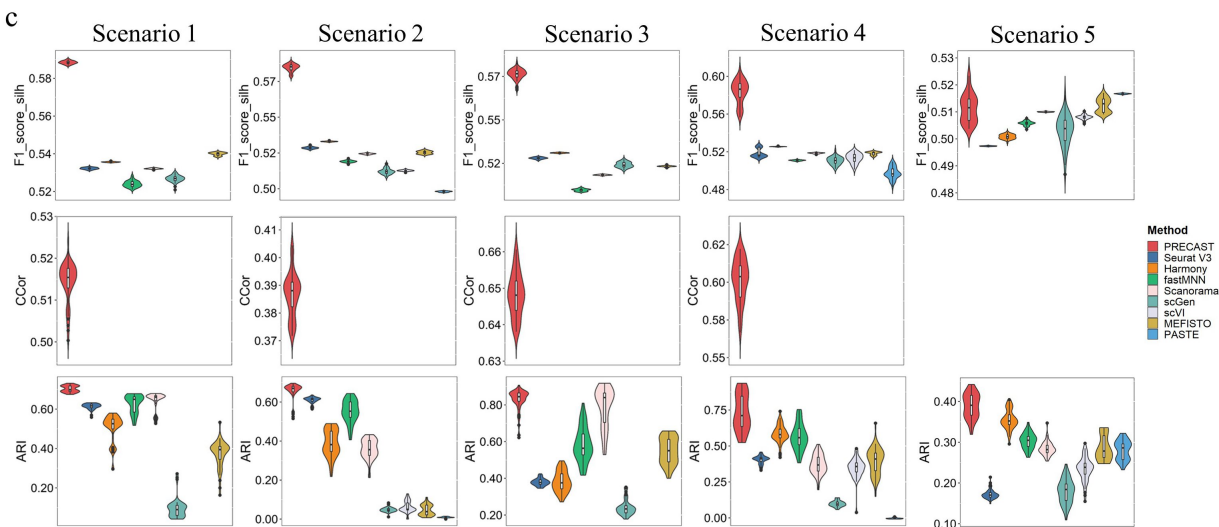 c
Scenario 1 Scenario 2 Scenario 3 Scenario 4 Scenario 5
F1_score_silh 0.58 0.56 0.54 0.52
F1_score_silh 0.57 0.52 0.50
F1_score_silh 0.57 0.52
F1_score_silh 0.60 0.56 0.52 0.48
F1_score_silh 0.53 0.51 0.50 0.49 0.48
CCor 0.53 0.52 0.51 0.50
CCor 0.41 0.40 0.39 0.38 0.37
CCor 0.66 0.65 0.64 0.63
CCor 0.62 0.60 0.60 0.55
Method
PRECAST
Seurat V3
Harmony
fastMNN
Scanorama
scGen
scVI
MEFISTO
PASTE
ARI 0.60 0.40 0.20
ARI 0.60 0.40 0.20 0.00
ARI 0.80 0.60 0.40 0.20
ARI 0.75 0.50 0.25 0.00
ARI 0.40 0.30 0.20 0.10